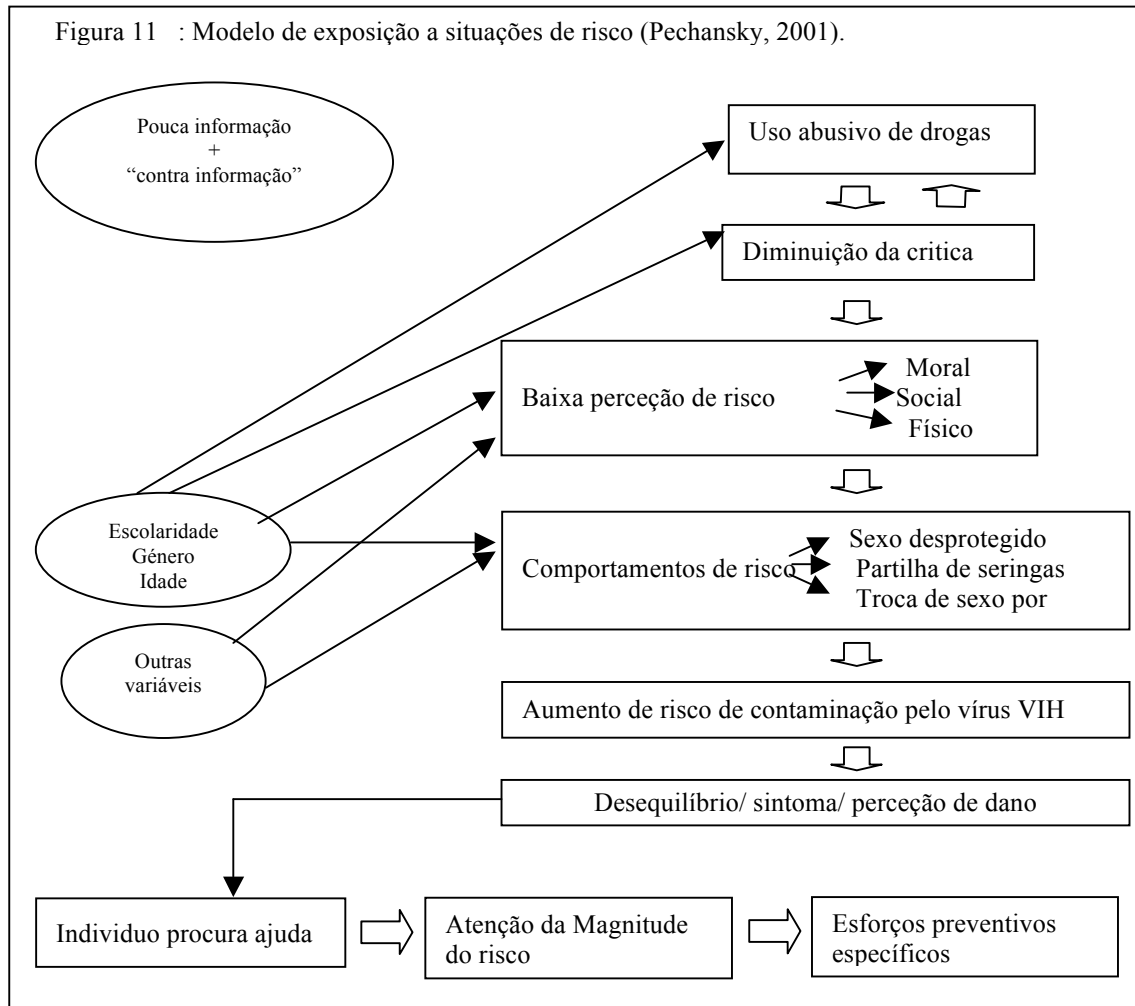 Figura 11 : Modelo de exposição a situações de risco (Pechansky, 2001).
Pouca informação
+
“contra informação”
Uso abusivo de drogas
Diminuição da critica
Baixa perceção de risco
Moral
Social
Físico
Escolaridade
Género
Idade
Comportamentos de risco
Sexo desprotegido
Partilha de seringas
Troca de sexo por
Outras
variáveis
Aumento de risco de contaminação pelo vírus VIH
Desequilíbrio/ sintoma/ perceção de dano
Individuo procura ajuda
Atenção da Magnitude
do risco
Esforços preventivos
específicos